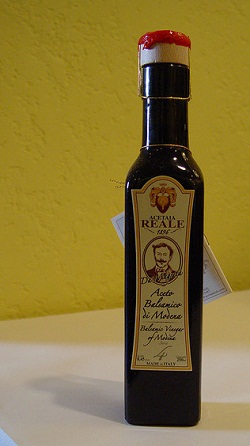 ACETAIA
REALE
1896
Aceto
Balsamico
di Modena
Balsamic Vinegar
of Modena
MADE IN ITALY